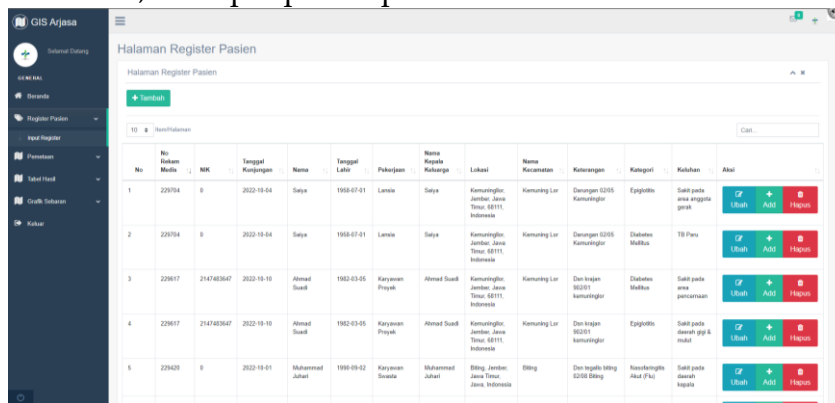 GIS Arjasa
Selamat Datang
GENERAL
Beranda
Register Pasien
Input Register
Pemetaan
Tabel Hasil
Grafik Sebaran
Keluar
Halaman Register Pasien
Halaman Register Pasien
+ Tambah
10 Item/Halaman
Cari...
No No Rekam Medis NIK Tanggal Kunjungan Nama Tanggal Lahir Pekerjaan Nama Kepala Keluarga Lokasi Nama Kecamatan Keterangan Kategori Keluhan Aksi
1 229704 0 2022-10-04 Saiya 1950-07-01 Lansia Saiya Kemuninglor, Jember, Jawa Timur, 68111, Indonesia Kemuning Lor Darungan 02/05 Kemuninglor Epiglotitis Sakit pada area anggota gerak Ubah Add Hapus
2 229704 0 2022-10-04 Saiya 1950-07-01 Lansia Saiya Kemuninglor, Jember, Jawa Timur, 68111, Indonesia Kemuning Lor Darungan 02/05 Kemuninglor Diabetes Mellitus TB Paru Ubah Add Hapus
3 229617 2147483647 2022-10-10 Ahmad Suadi 1982-03-05 Karyawan Proyek Ahmad Suadi Kemuninglor, Jember, Jawa Timur, 68111, Indonesia Kemuning Lor Dsn krajan 002/01 kemuninglor Diabetes Mellitus Sakit pada area pencernaan Ubah Add Hapus
4 229617 2147483647 2022-10-10 Ahmad Suadi 1982-03-05 Karyawan Proyek Ahmad Suadi Kemuninglor, Jember, Jawa Timur, 68111, Indonesia Kemuning Lor Dsn krajan 002/01 kemuninglor Epiglotitis Sakit pada daerah gigi & mulut Ubah Add Hapus
5 229420 0 2022-10-01 Muhammad Juhari 1990-09-02 Karyawan Swasta Muhammad Juhari Biting, Jember, Jawa Timur, Jawa, Indonesia Biting Dsn tegallo biting 02/08 Biting Nasofaringitis Akut (Flu) Sakit pada daerah kepala Ubah Add Hapus